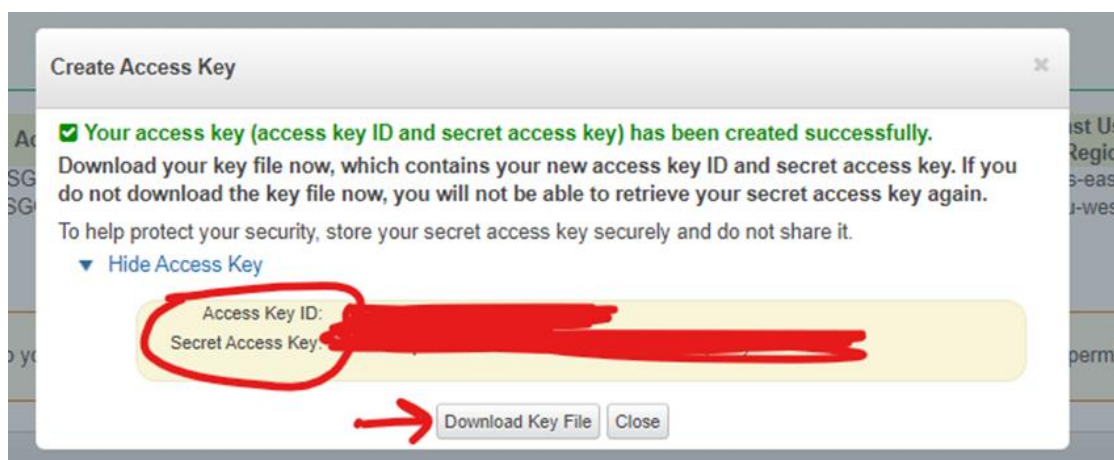 Create Access Key
Your access key (access key ID and secret access key) has been created successfully.
Download your key file now, which contains your new access key ID and secret access key. If you
do not download the key file now, you will not be able to retrieve your secret access key again.
To help protect your security, store your secret access key securely and do not share it.
Hide Access Key
Access Key ID:
Secret Access Key:
Download Key File Close